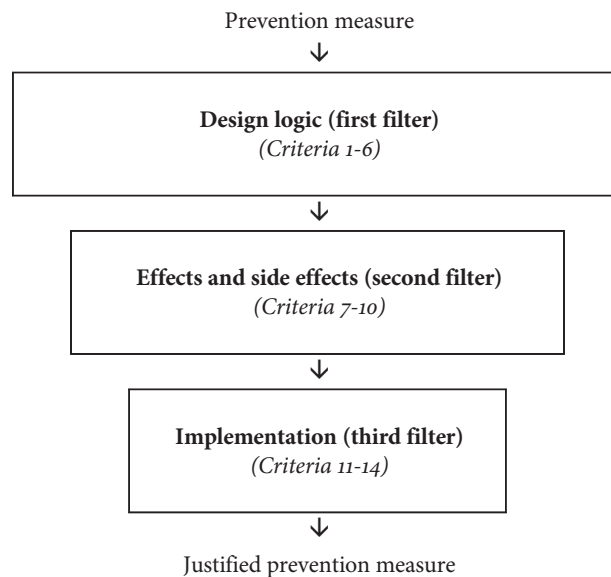 Prevention measure
Design logic (first filter)
(Criteria 1-6)
Effects and side effects (second filter)
(Criteria 7-10)
Implementation (third filter)
(Criteria 11-14)
Justified prevention measure